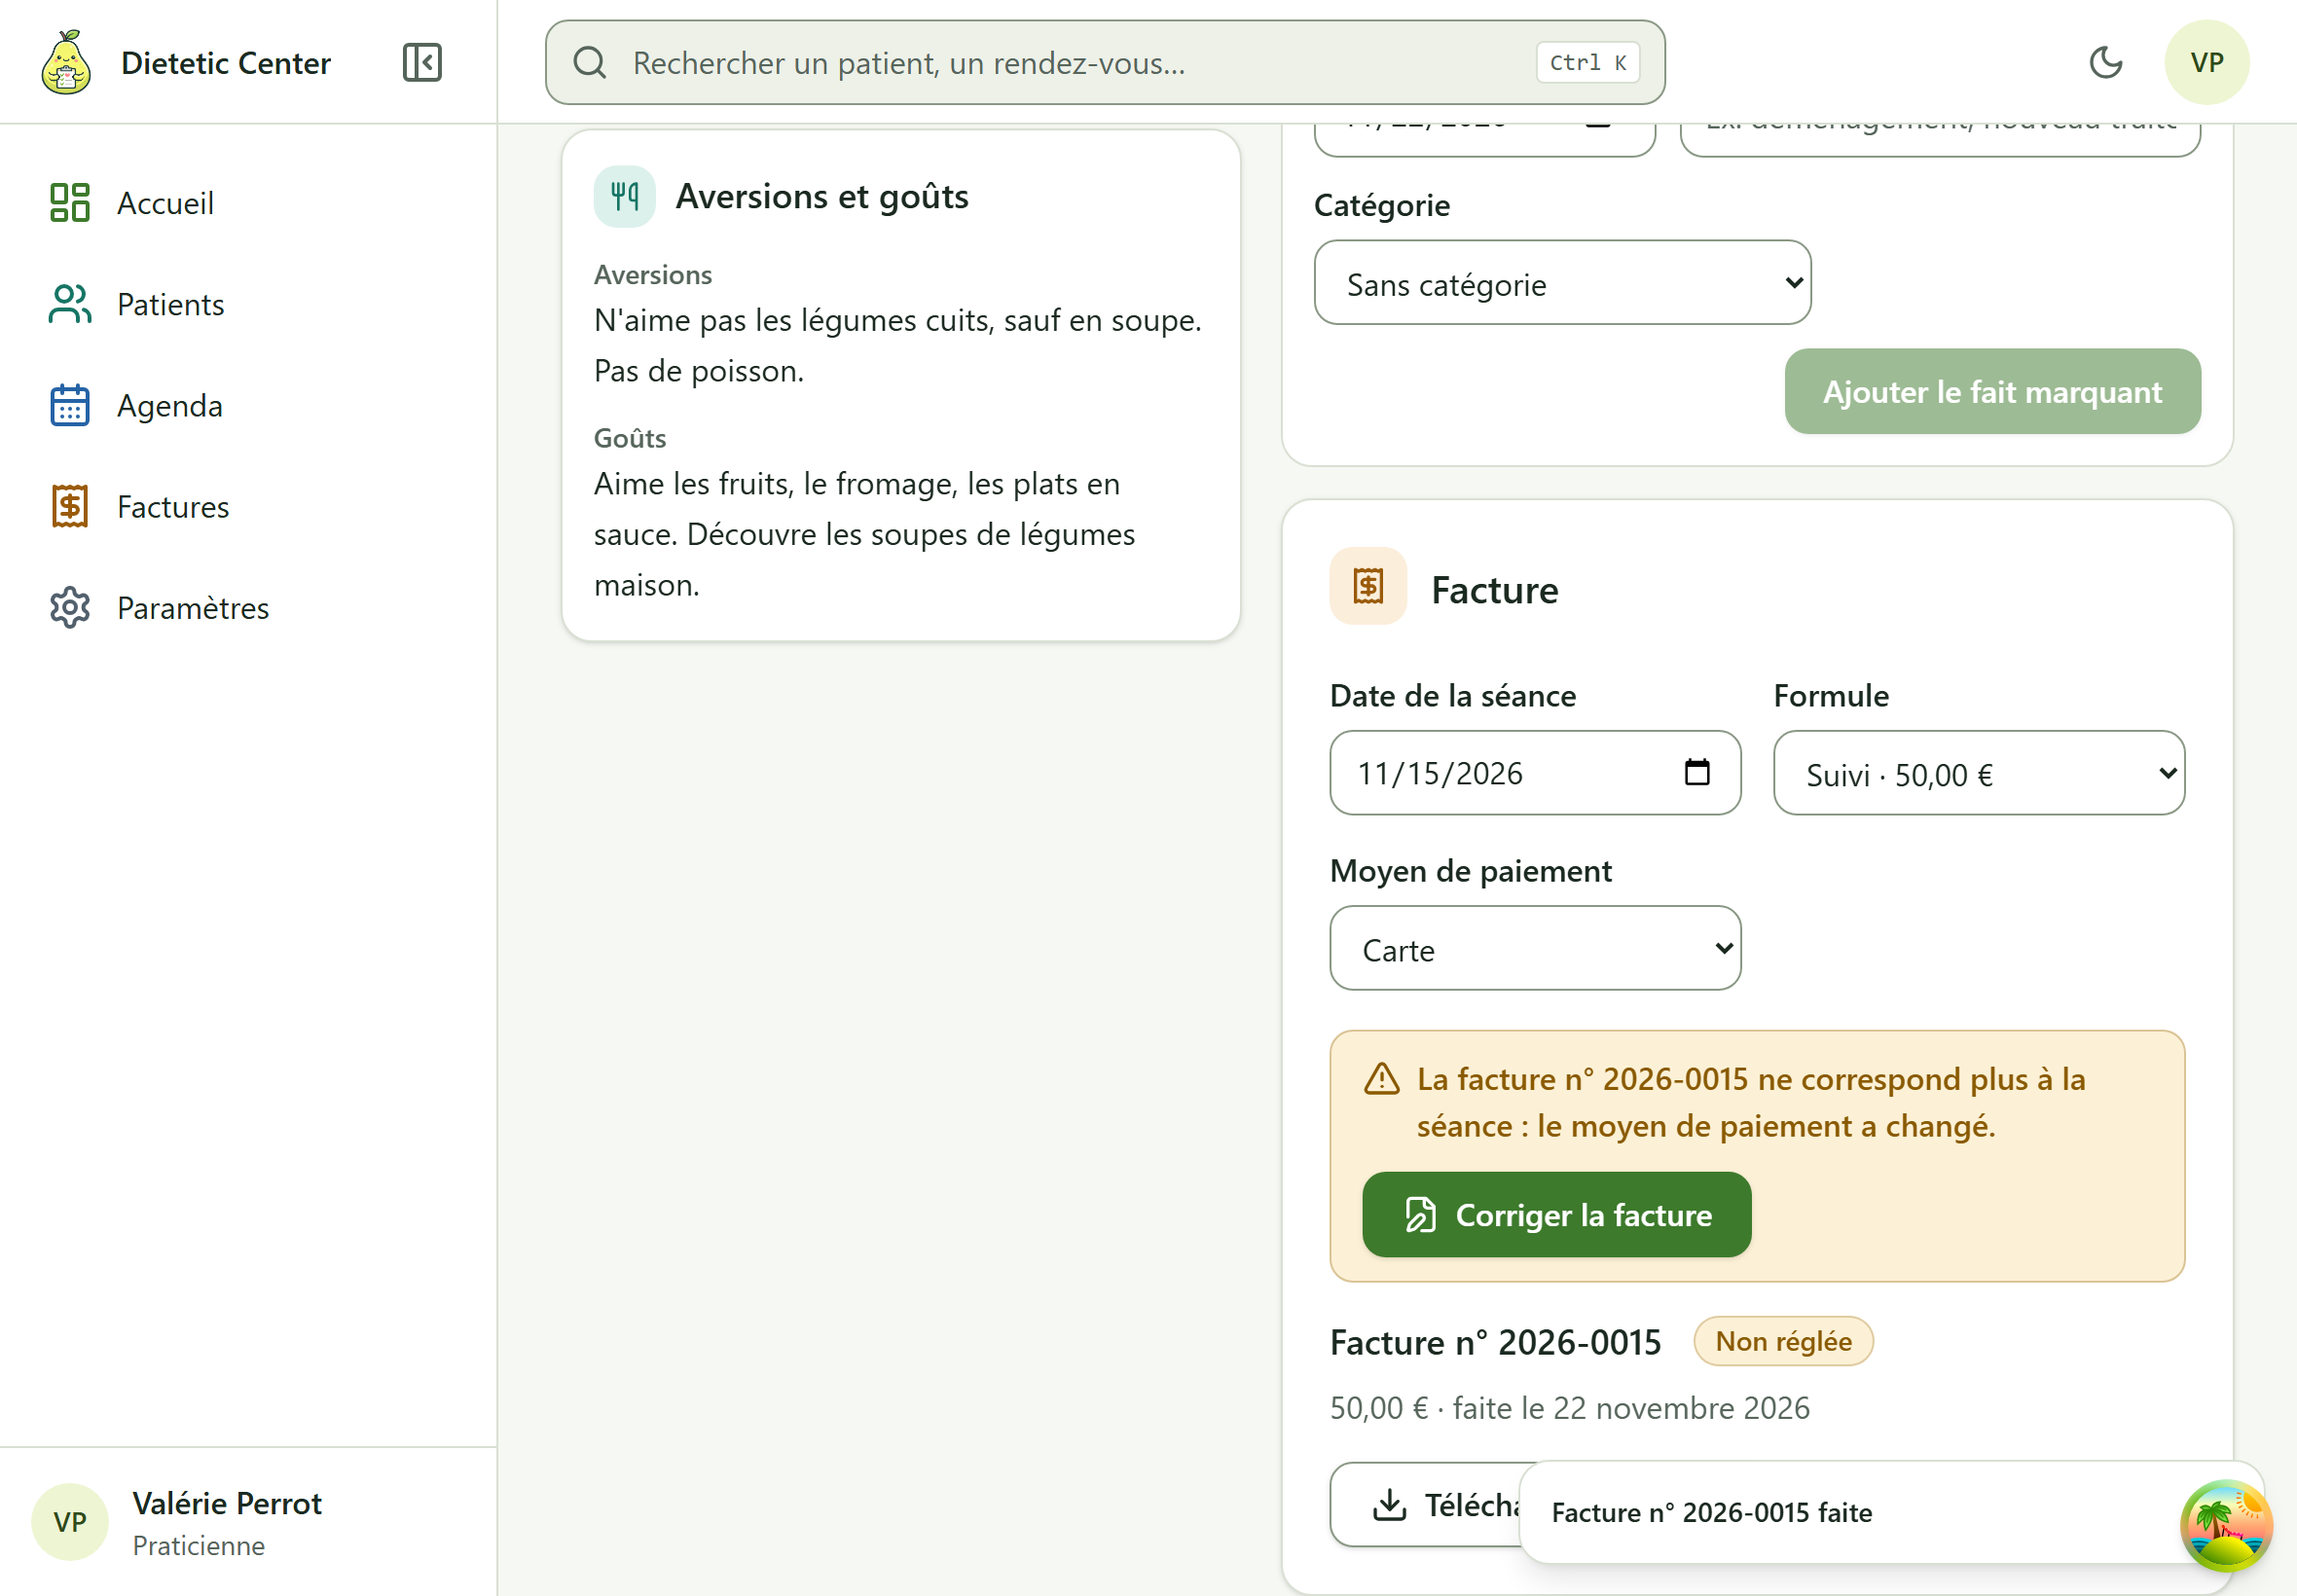 Dietetic Center
Rechercher un patient, un rendez-vous...
Ctrl K
VP
Accueil
Patients
Agenda
Factures
Paramètres
VP
Valérie Perrot
Praticienne
Aversions et goûts
Aversions
N'aime pas les légumes cuits, sauf en soupe.
Pas de poisson.
Goûts
Aime les fruits, le fromage, les plats en
sauce. Découvre les soupes de légumes
maison.
Catégorie
Sans catégorie
Ajouter le fait marquant
Facture
Date de la séance
Formule
11/15/2026
Suivi · 50,00 €
Moyen de paiement
Carte
La facture n° 2026-0015 ne correspond plus à la
séance : le moyen de paiement a changé.
Corriger la facture
Facture n° 2026-0015
Non réglée
50,00 € · faite le 22 novembre 2026
Facture n° 2026-0015 faite